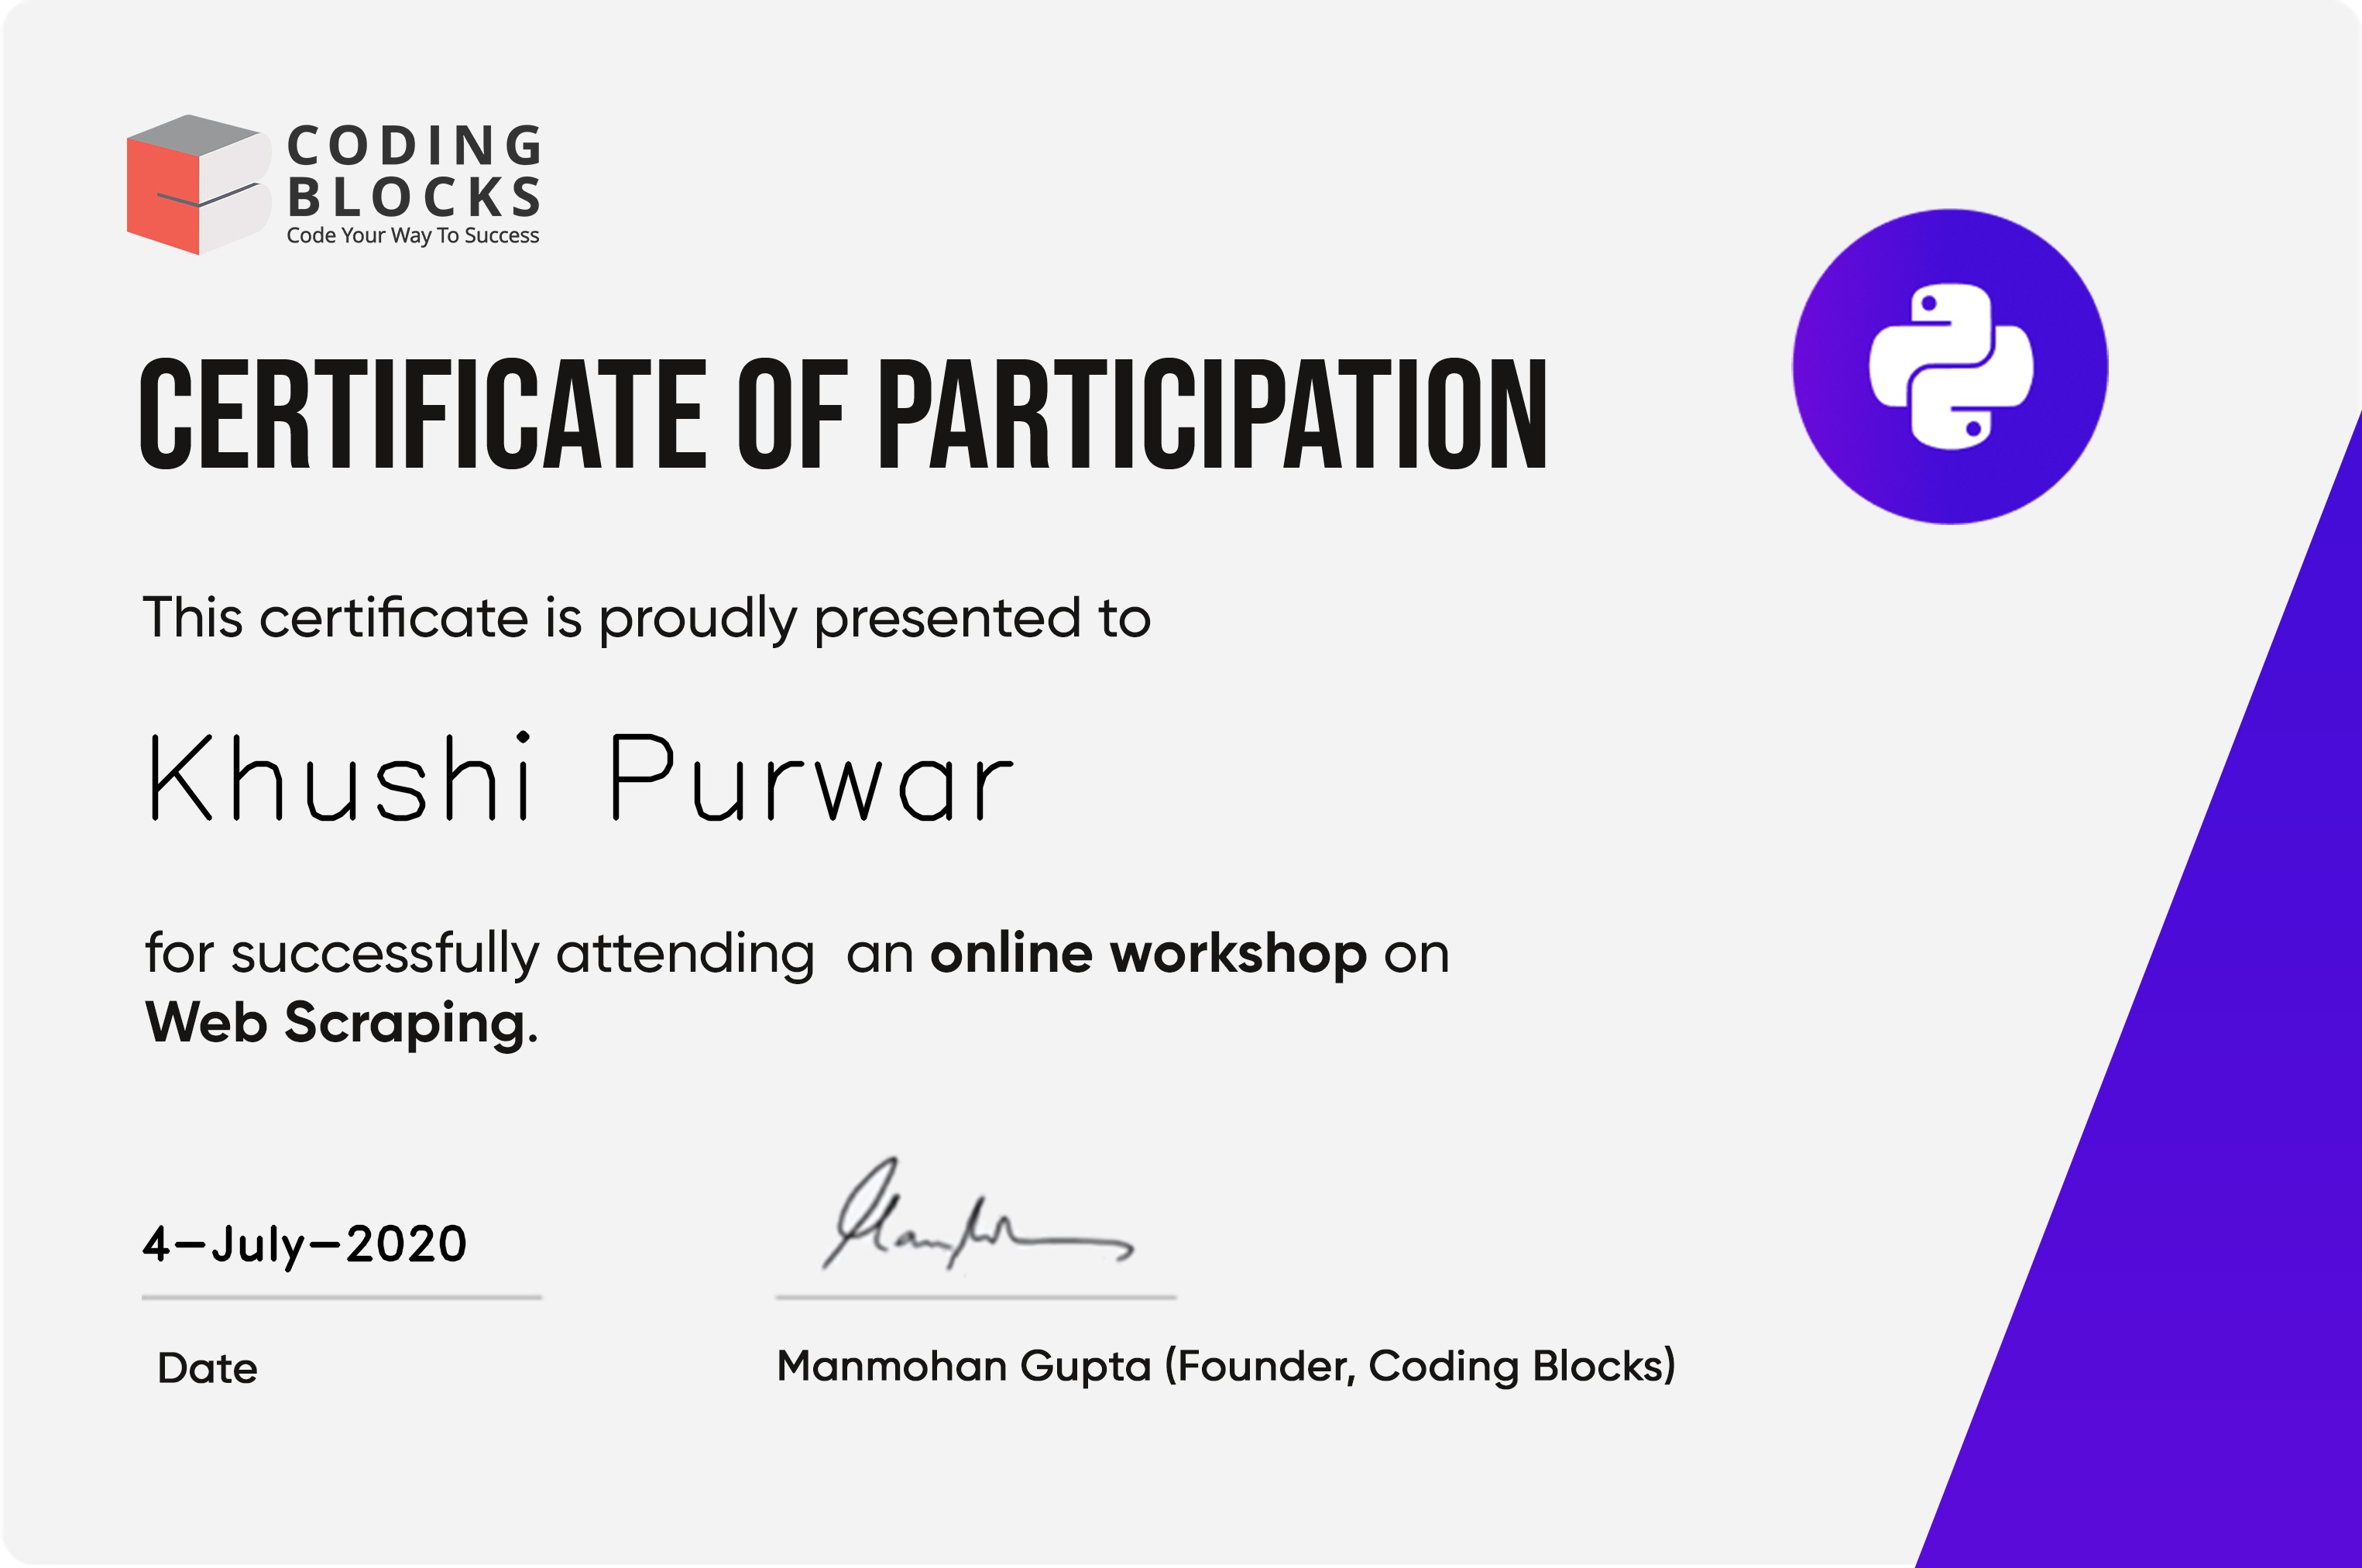 CODING
BLOCKS
Code Your Way To Success
CERTIFICATE OF PARTICIPATION
This certificate is proudly presented to
Khushi Purwar
for successfully attending an online workshop on
Web Scraping.
4-July-2020
Date
Manmohan Gupta (Founder, Coding Blocks)